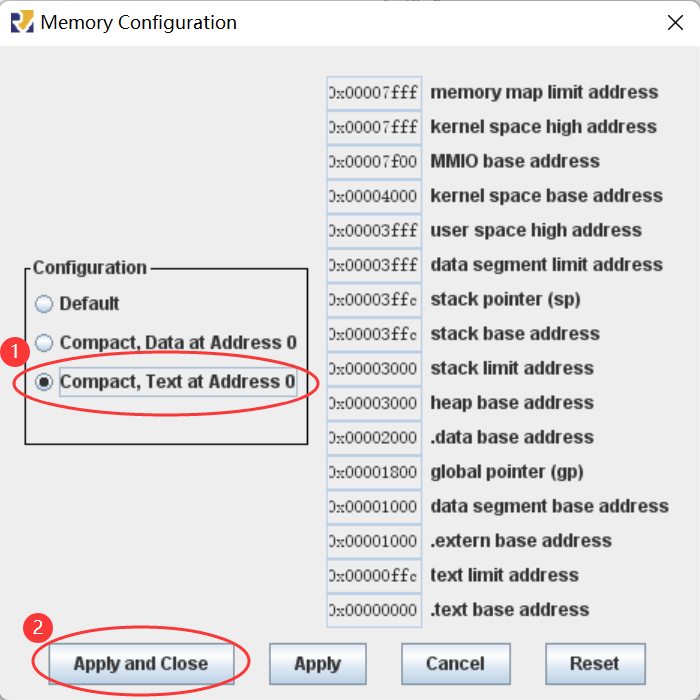 Memory Configuration
0x00007fff memory map limit address
0x00007fff kernel space high address
0x00007f00 MMIO base address
0x00004000 kernel space base address
0x00003fff user space high address
0x00003fff data segment limit address
0x00003ffc stack pointer (sp)
0x00003ffc stack base address
0x00003000 stack limit address
0x00003000 heap base address
0x00002000 .data base address
0x00001800 global pointer (gp)
0x00001000 data segment base address
0x00001000 .extern base address
0x00000ffc text limit address
0x00000000 .text base address
Configuration
Default
1
Compact, Data at Address 0
Compact, Text at Address 0
2
Apply and Close
Apply
Cancel
Reset